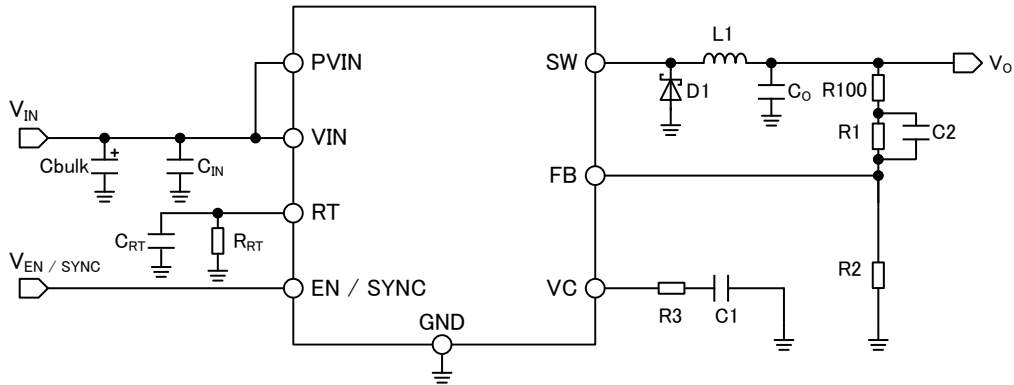 PVIN
SW
L1
V_O
D1
C_O
R100
V_IN
VIN
R1
C2
Cbulk
+
C_IN
FB
RT
C_RT
R_RT
V_EN / SYNC
EN / SYNC
VC
R2
R3
C1
GND